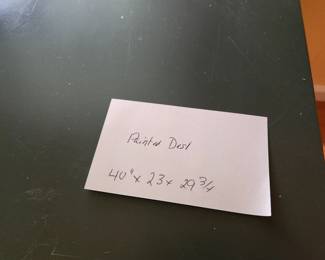 Painted Desk
40" x 23 x 29 3/4